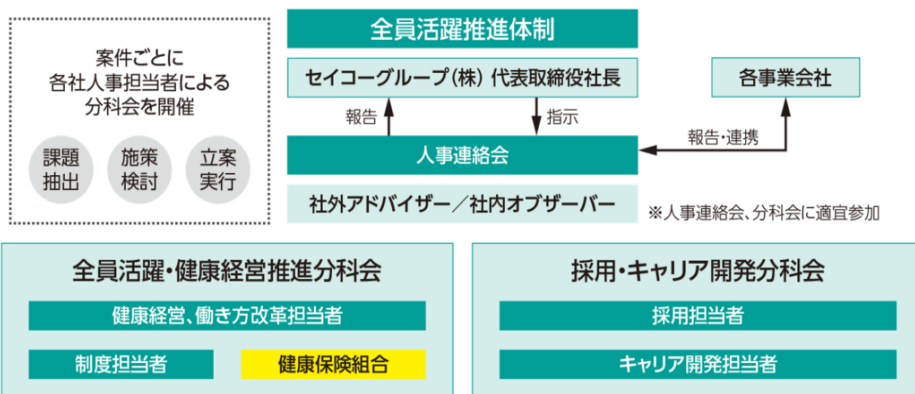 案件ごとに
各社人事担当者による
分科会を開催
課題
抽出
施策
検討
立案
実行
全員活躍推進体制
セイコーグループ(株) 代表取締役社長
各事業会社
報告
指示
報告・連携
人事連絡会
社外アドバイザー／社内オブザーバー
※人事連絡会、分科会に適宜参加
全員活躍・健康経営推進分科会
健康経営、働き方改革担当者
制度担当者
健康保険組合
採用・キャリア開発分科会
採用担当者
キャリア開発担当者